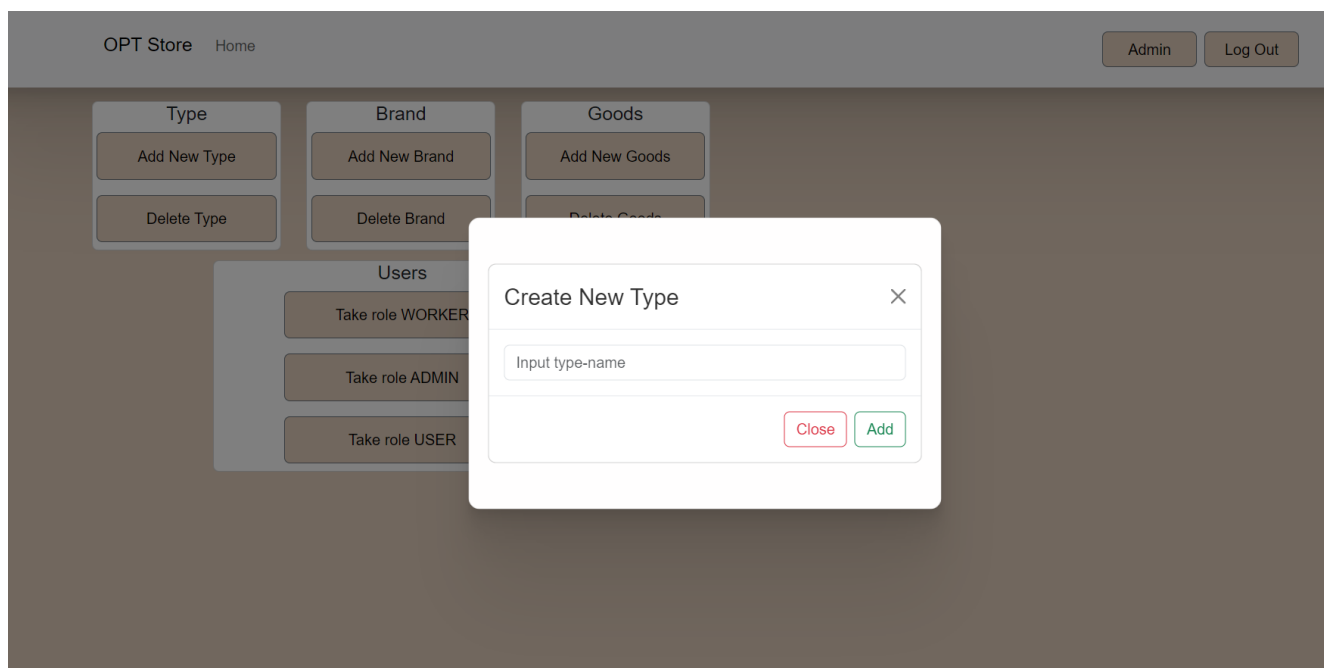 OPT Store Home Admin Log Out
Type Brand Goods
Add New Type Add New Brand Add New Goods
Delete Type Delete Brand Delete Goods
Users
Take role WORKER
Take role ADMIN
Take role USER
Create New Type
Input type-name
Close Add